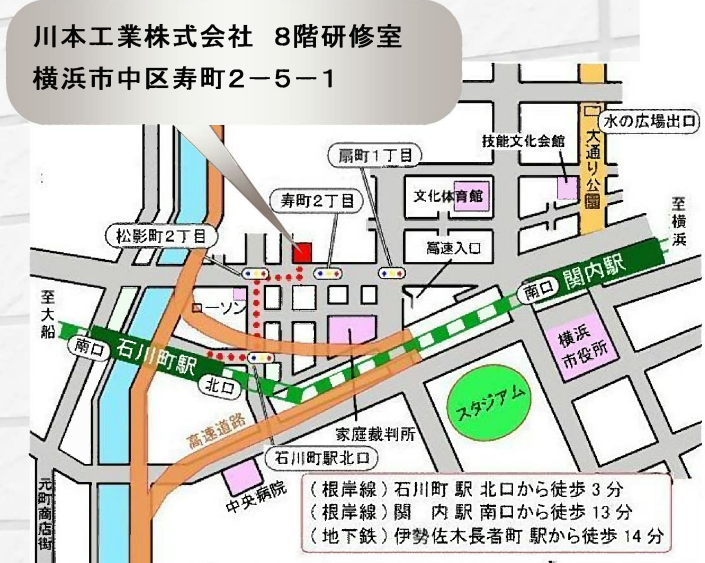 川本工業株式会社 8階研修室
横浜市中区寿町2－5－1
水の広場出口
技能文化会館
大通り公園
扇町1丁目
文化体育館
寿町2丁目
至横浜
松影町2丁目
高速入口
関内駅
南口
至大船
ローソン
横浜
市役所
石川町駅
南口
北口
スタジアム
高速道路
家庭裁判所
石川町駅北口
中央病院
元町商店街
（根岸線）石川町 駅 北口から徒歩 3 分
（根岸線）関　内 駅 南口から徒歩 13 分
（地下鉄）伊勢佐木長者町 駅から徒歩 14 分